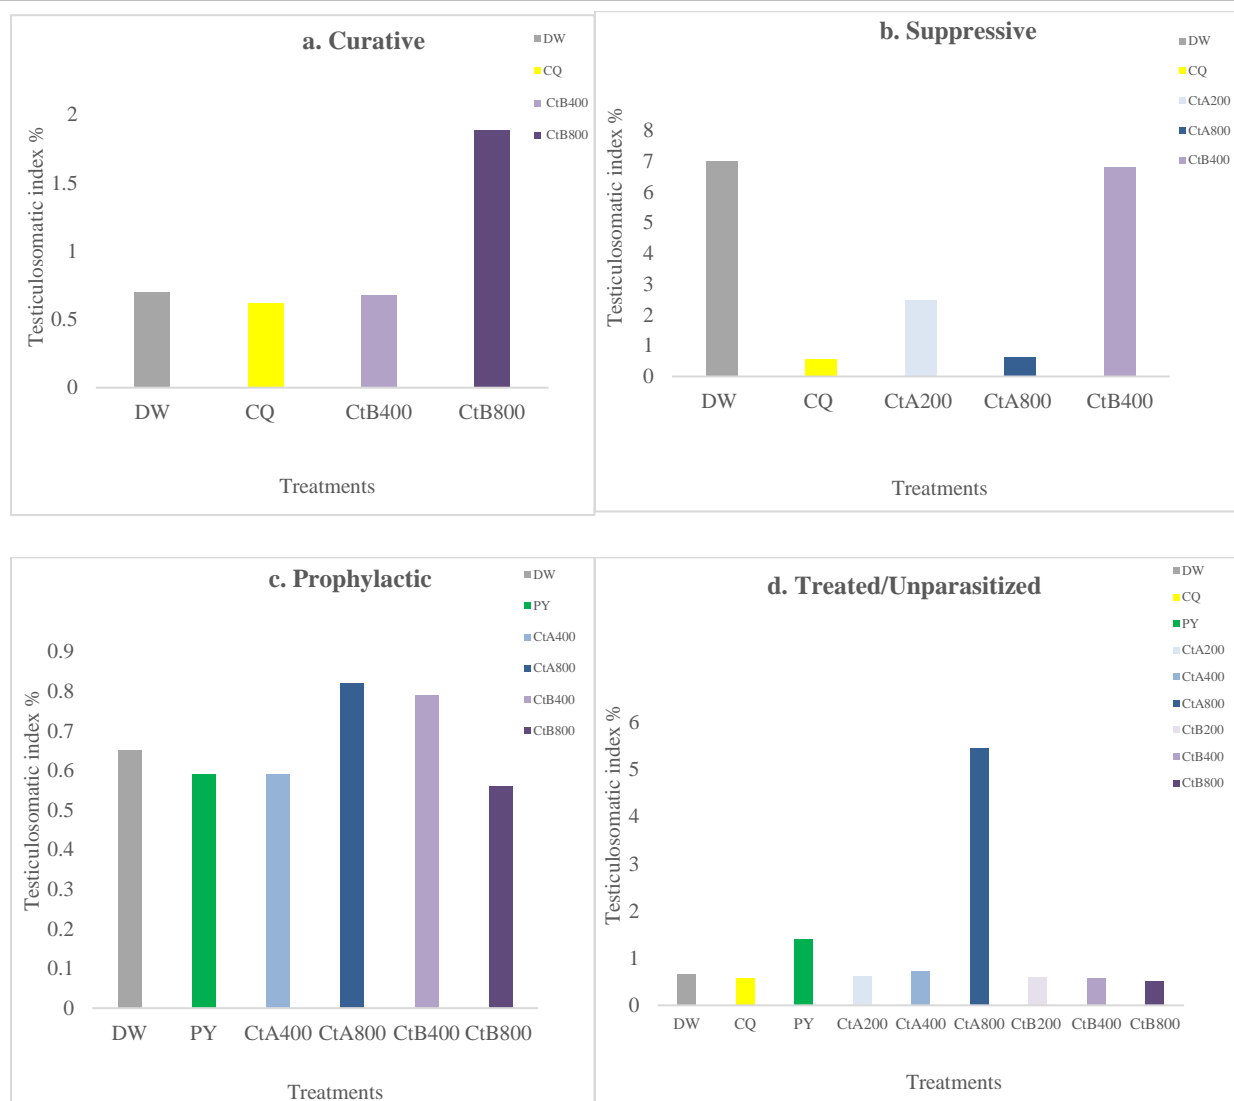 a. Curative
DW
CQ
CtB400
CtB800
Testiculosomatic index %
2
1.5
1
0.5
0
DW CQ CtB400 CtB800
Treatments
b. Suppressive
DW
CQ
CtA200
CtA800
CtB400
Testiculosomatic index %
8
7
6
5
4
3
2
1
0
DW CQ CtA200 CtA800 CtB400
Treatments
c. Prophylactic
DW
PY
CtA400
CtA800
CtB400
CtB800
Testiculosomatic index %
0.9
0.8
0.7
0.6
0.5
0.4
0.3
0.2
0.1
0
DW PY CtA400 CtA800 CtB400 CtB800
Treatments
d. Treated/Unparasitized
DW
CQ
PY
CtA200
CtA400
CtA800
CtB200
CtB400
CtB800
Testiculosomatic index %
6
5
4
3
2
1
0
DW CQ PY CtA200 CtA400 CtA800 CtB200 CtB400 CtB800
Treatments